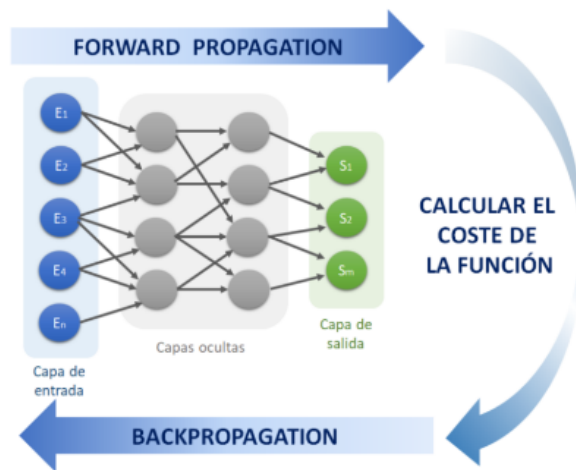 FORWARD PROPAGATION
E1
E2
E3
E4
En
S1
S2
Sm
Capa de
entrada
Capas ocultas
Capa de
salida
CALCULAR EL
COSTE DE
LA FUNCIÓN
BACKPROPAGATION